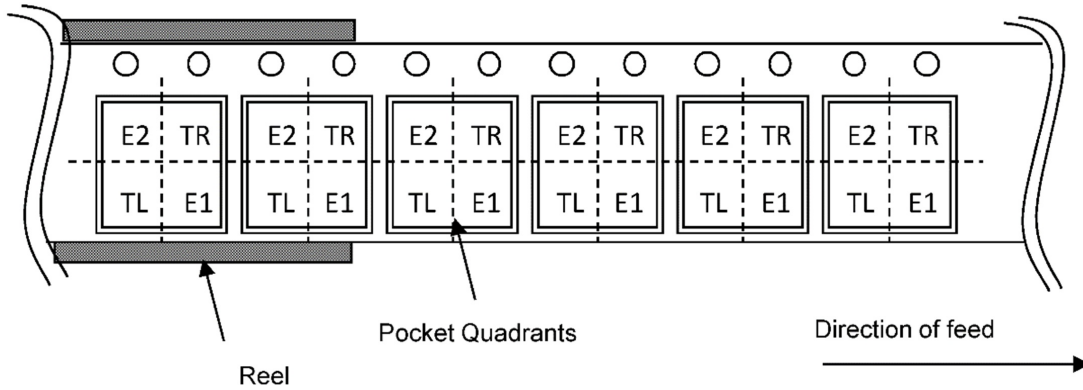 E2 TR E2 TR E2 TR E2 TR E2 TR E2 TR
TL E1 TL E1 TL E1 TL E1 TL E1 TL E1
Pocket Quadrants
Direction of feed
Reel